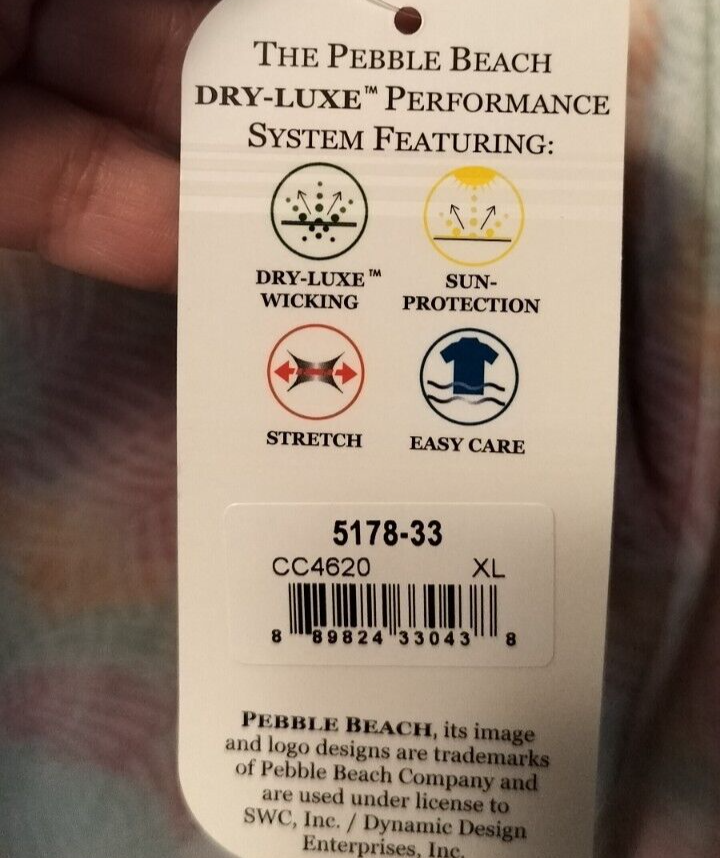 THE PEBBLE BEACH
DRY-LUXE™ PERFORMANCE
SYSTEM FEATURING:
DRY-LUXE™ WICKING
SUN-PROTECTION
STRETCH
EASY CARE
5178-33
CC4620 XL
8 89824 33043 8
PEBBLE BEACH, its image
and logo designs are trademarks
of Pebble Beach Company and
are used under license to
SWC, Inc. / Dynamic Design
Enterprises, Inc.